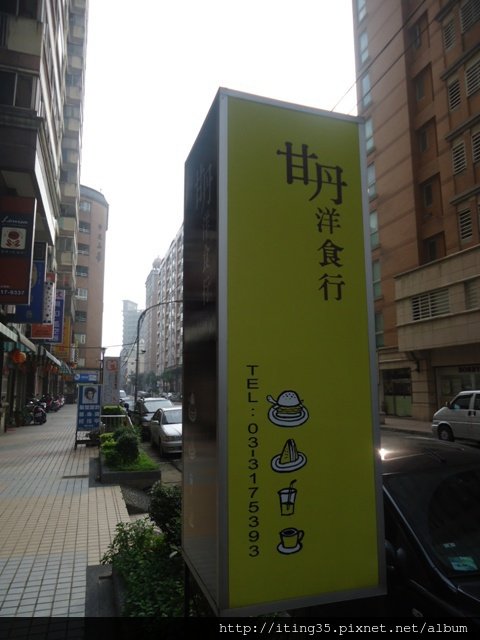 甘丹
洋食行
TEL:03-3175393
http://iting35.pixnet.net/album